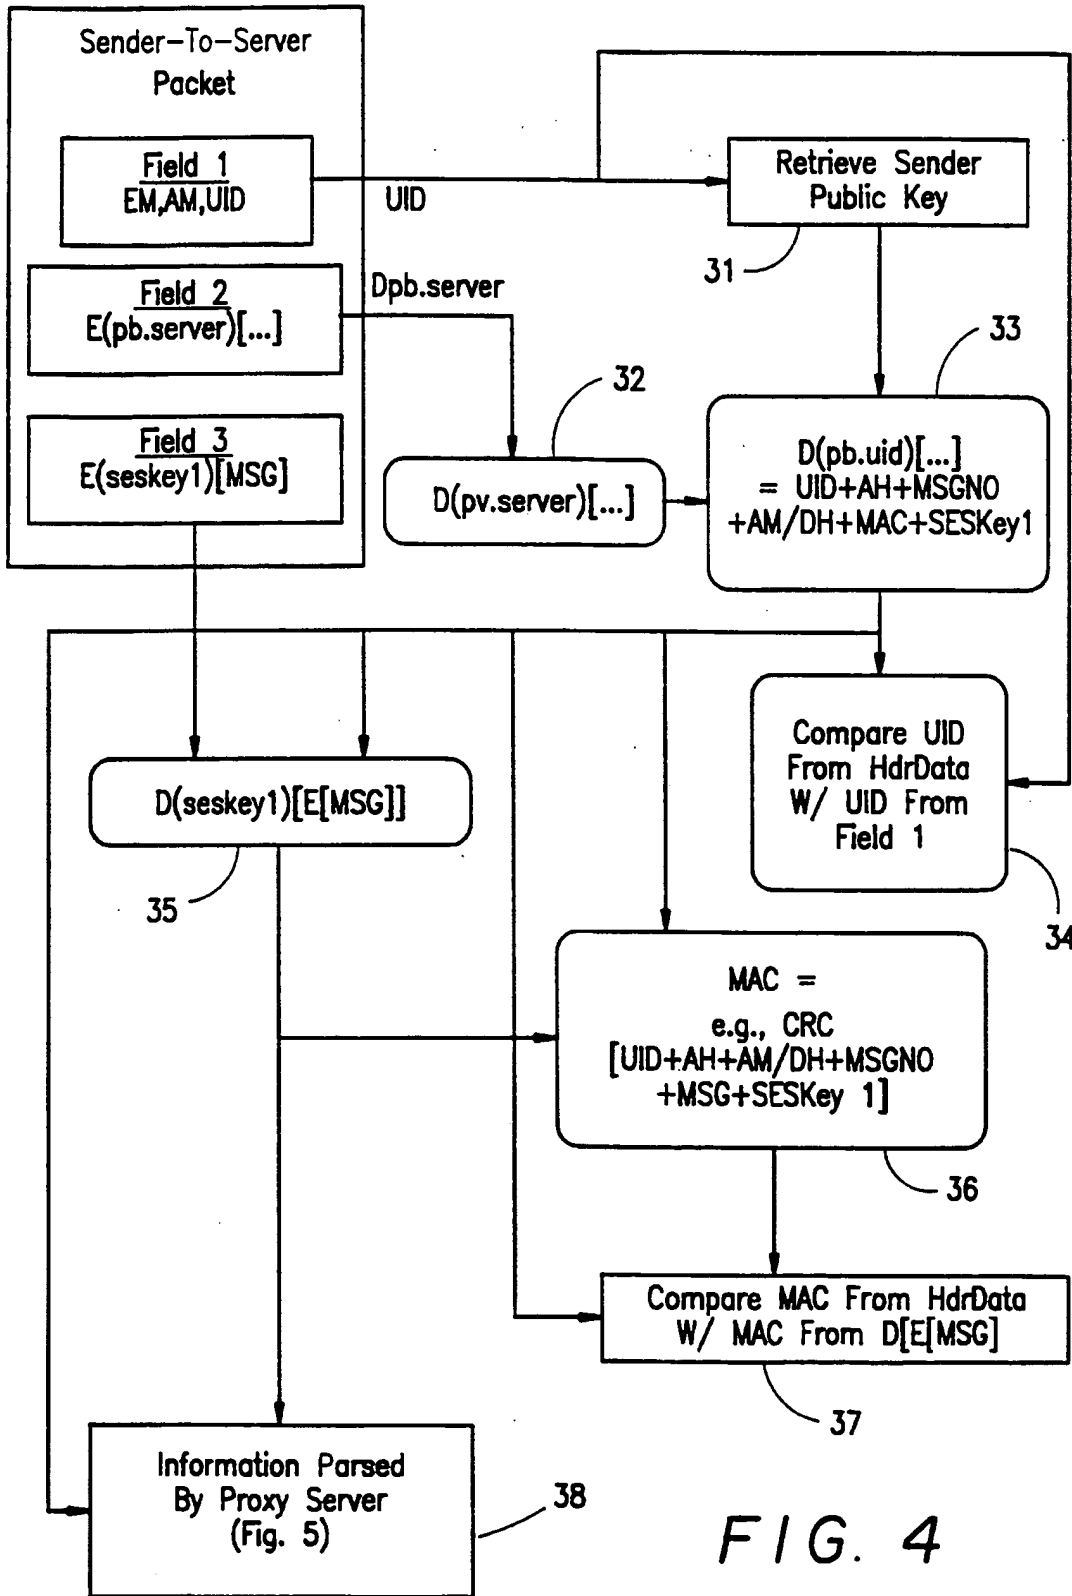 Sender-To-Server
Packet
Field 1
EM,AM,UID
UID
Retrieve Sender
Public Key
31
Field 2
E(pb.server)[...]
Dpb.server
33
32
Field 3
E(seskey1)[MSG]
D(pv.server)[...]
D(pb.uid)[...]
= UID+AH+MSGNO
+AM/DH+MAC+SESKey1
Compare UID
From HdrData
W/ UID From
Field 1
34
D(seskey1)[E[MSG]]
35
MAC =
e.g., CRC
[UID+AH+AM/DH+MSGNO
+MSG+SESKey 1]
36
Compare MAC From HdrData
W/ MAC From D[E[MSG]
37
Information Parsed
By Proxy Server
(Fig. 5)
38
FIG. 4